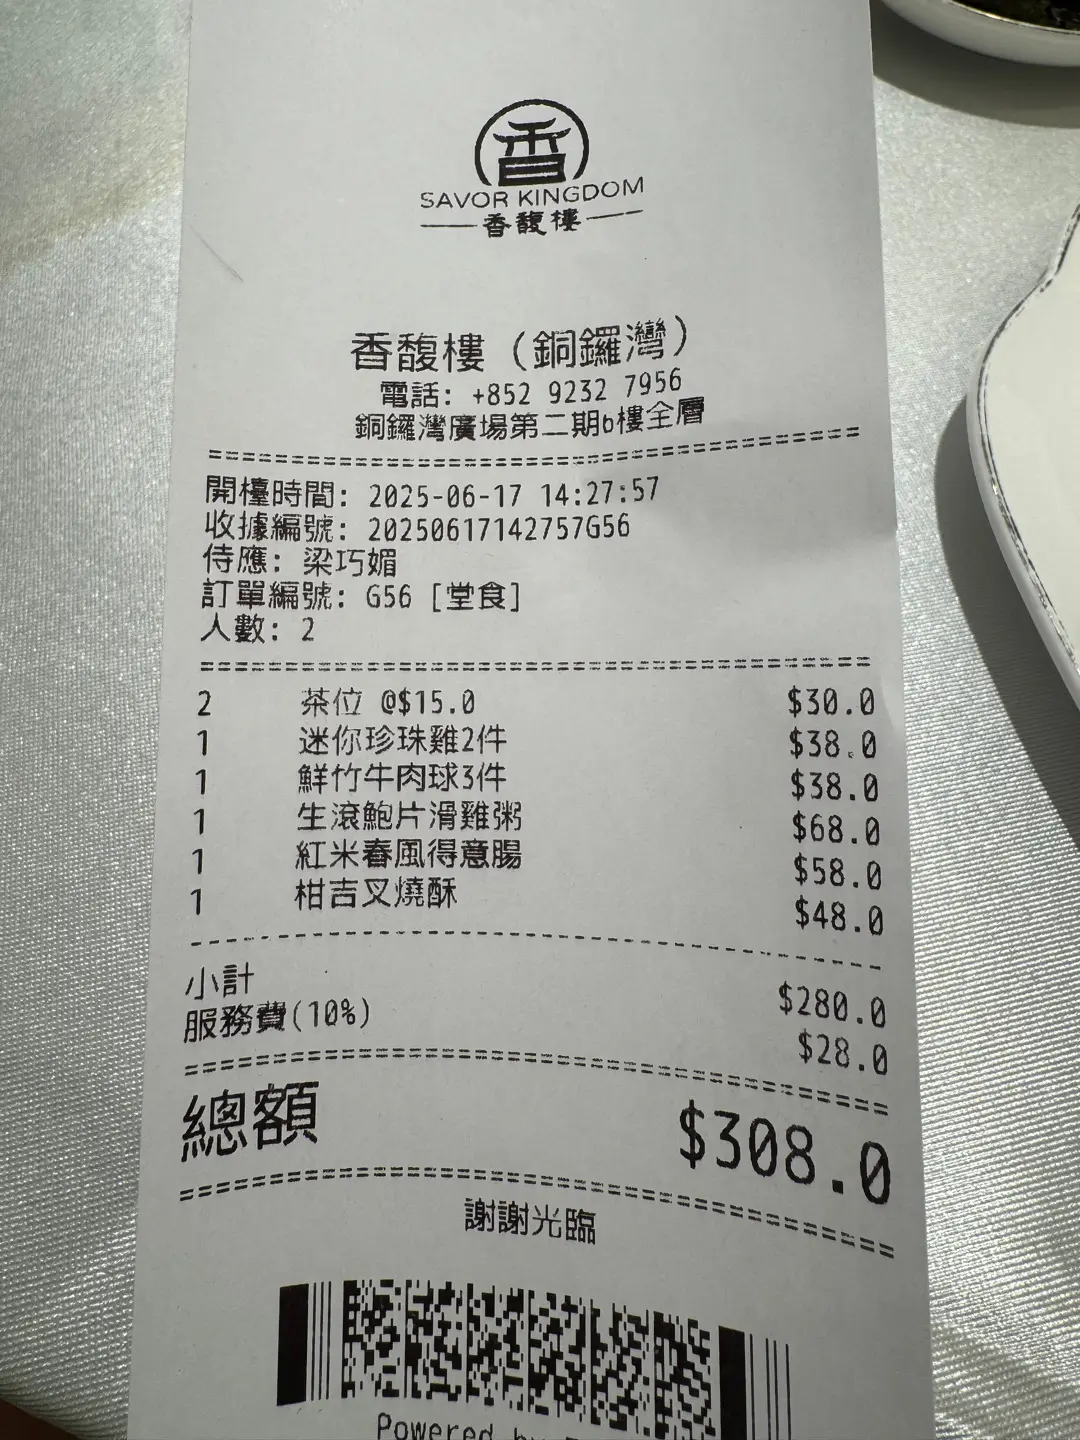 香
SAVOR KINGDOM
香馥樓
香馥樓 (銅鑼灣)
電話: +852 9232 7956
銅鑼灣廣場第二期b樓全層
開檯時間: 2025-06-17 14:27:57
收據編號: 20250617142757G56
侍應: 梁巧媚
訂單編號: G56 [堂食]
人數: 2
2 茶位 @$15.0 $30.0
1 迷你珍珠雞2件 $38.0
1 鮮竹牛肉球3件 $38.0
1 生滾鮑片滑雞粥 $68.0
1 紅米春風得意腸 $58.0
1 柑吉叉燒酥 $48.0
小計 $280.0
服務費(10%) $28.0
總額 $308.0
謝謝光臨
Powered by